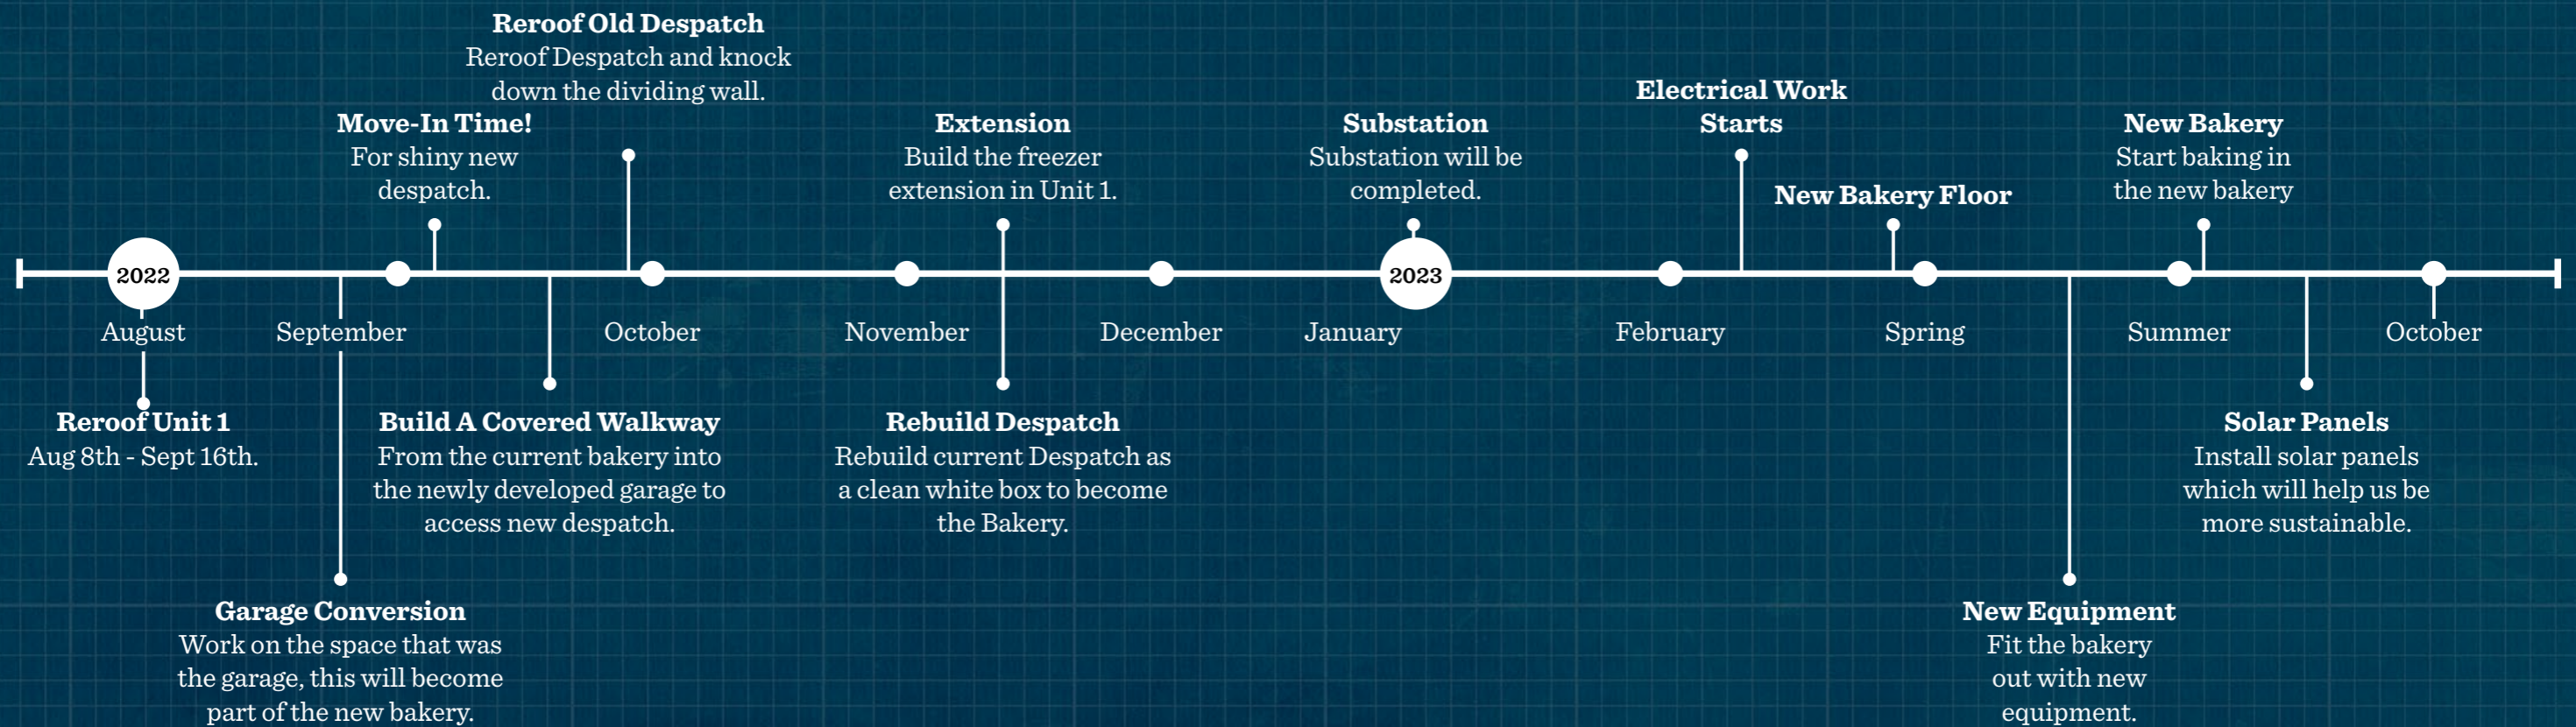 Reroof Old Despatch
Reroof Despatch and knock
down the dividing wall.
Move-In Time!
For shiny new
despatch.
Extension
Build the freezer
extension in Unit 1.
Substation
Substation will be
completed.
Electrical Work
Starts
New Bakery Floor
New Bakery
Start baking in
the new bakery
2022
2023
August
September
October
November
December
January
February
Spring
Summer
October
Reroof Unit 1
Aug 8th - Sept 16th.
Build A Covered Walkway
From the current bakery into
the newly developed garage to
access new despatch.
Rebuild Despatch
Rebuild current Despatch as
a clean white box to become
the Bakery.
Solar Panels
Install solar panels
which will help us be
more sustainable.
Garage Conversion
Work on the space that was
the garage, this will become
part of the new bakery.
New Equipment
Fit the bakery
out with new
equipment.